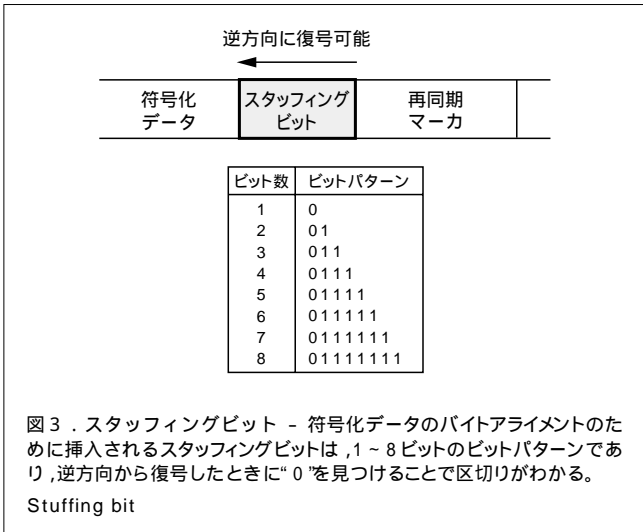 逆方向に復号可能
符号化 スタッフィング 再同期
データ ビット マーカ
ビット数 ビットパターン
1 0
2 01
3 011
4 0111
5 01111
6 011111
7 0111111
8 01111111
図3．スタッフィングビット － 符号化データのバイトアライメントのた
めに挿入されるスタッフィングビットは，1～8ビットのビットパターンであ
り，逆方向から復号したときに“0”を見つけることで区切りがわかる。
Stuffing bit